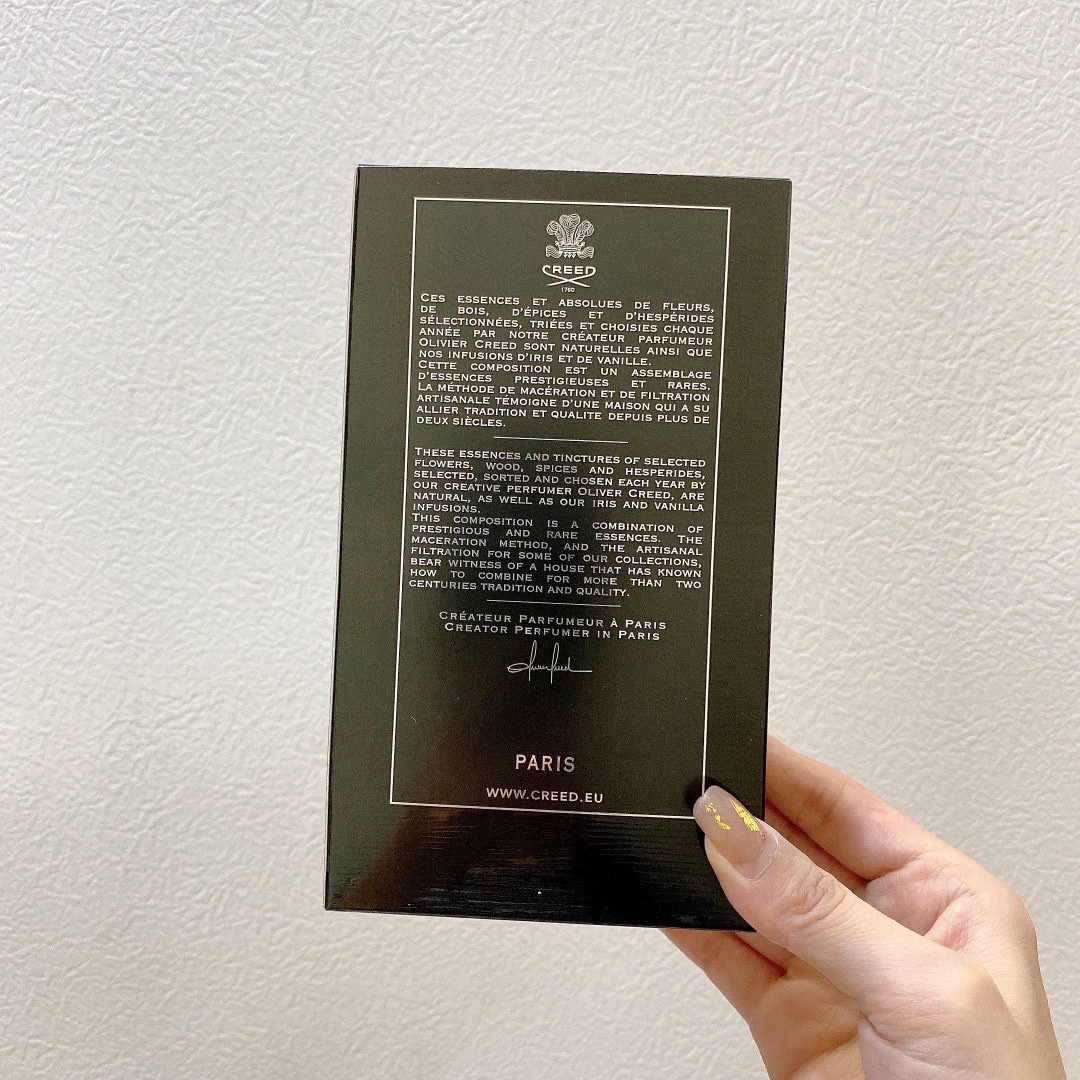 CREED
1760
CES ESSENCES ET ABSOLUES DE FLEURS,
DE BOIS, D'ÉPICES ET D'HESPÉRIDES
SÉLECTIONNÉES, TRIÉES ET CHOISIES CHAQUE
ANNÉE PAR NOTRE CRÉATEUR PARFUMEUR
OLIVIER CREED SONT NATURELLES AINSI QUE
NOS INFUSIONS D'IRIS ET DE VANILLE.
CETTE COMPOSITION EST UN ASSEMBLAGE
D'ESSENCES PRESTIGIEUSES ET RARES.
LA MÉTHODE DE MACÉRATION ET DE FILTRATION
ARTISANALE TÉMOIGNE D'UNE MAISON QUI A SU
ALLIER TRADITION ET QUALITE DEPUIS PLUS DE
DEUX SIÈCLES.
THESE ESSENCES AND TINCTURES OF SELECTED
FLOWERS, WOOD, SPICES AND HESPERIDES,
SELECTED, SORTED AND CHOSEN EACH YEAR BY
OUR CREATIVE PERFUMER OLIVER CREED, ARE
NATURAL, AS WELL AS OUR IRIS AND VANILLA
INFUSIONS.
THIS COMPOSITION IS A COMBINATION OF
PRESTIGIOUS AND RARE ESSENCES. THE
MACERATION METHOD, AND THE ARTISANAL
FILTRATION FOR SOME OF OUR COLLECTIONS,
BEAR WITNESS OF A HOUSE THAT HAS KNOWN
HOW TO COMBINE FOR MORE THAN TWO
CENTURIES TRADITION AND QUALITY.
CRÉATEUR PARFUMEUR À PARIS
CREATOR PERFUMER IN PARIS
PARIS
WWW.CREED.EU